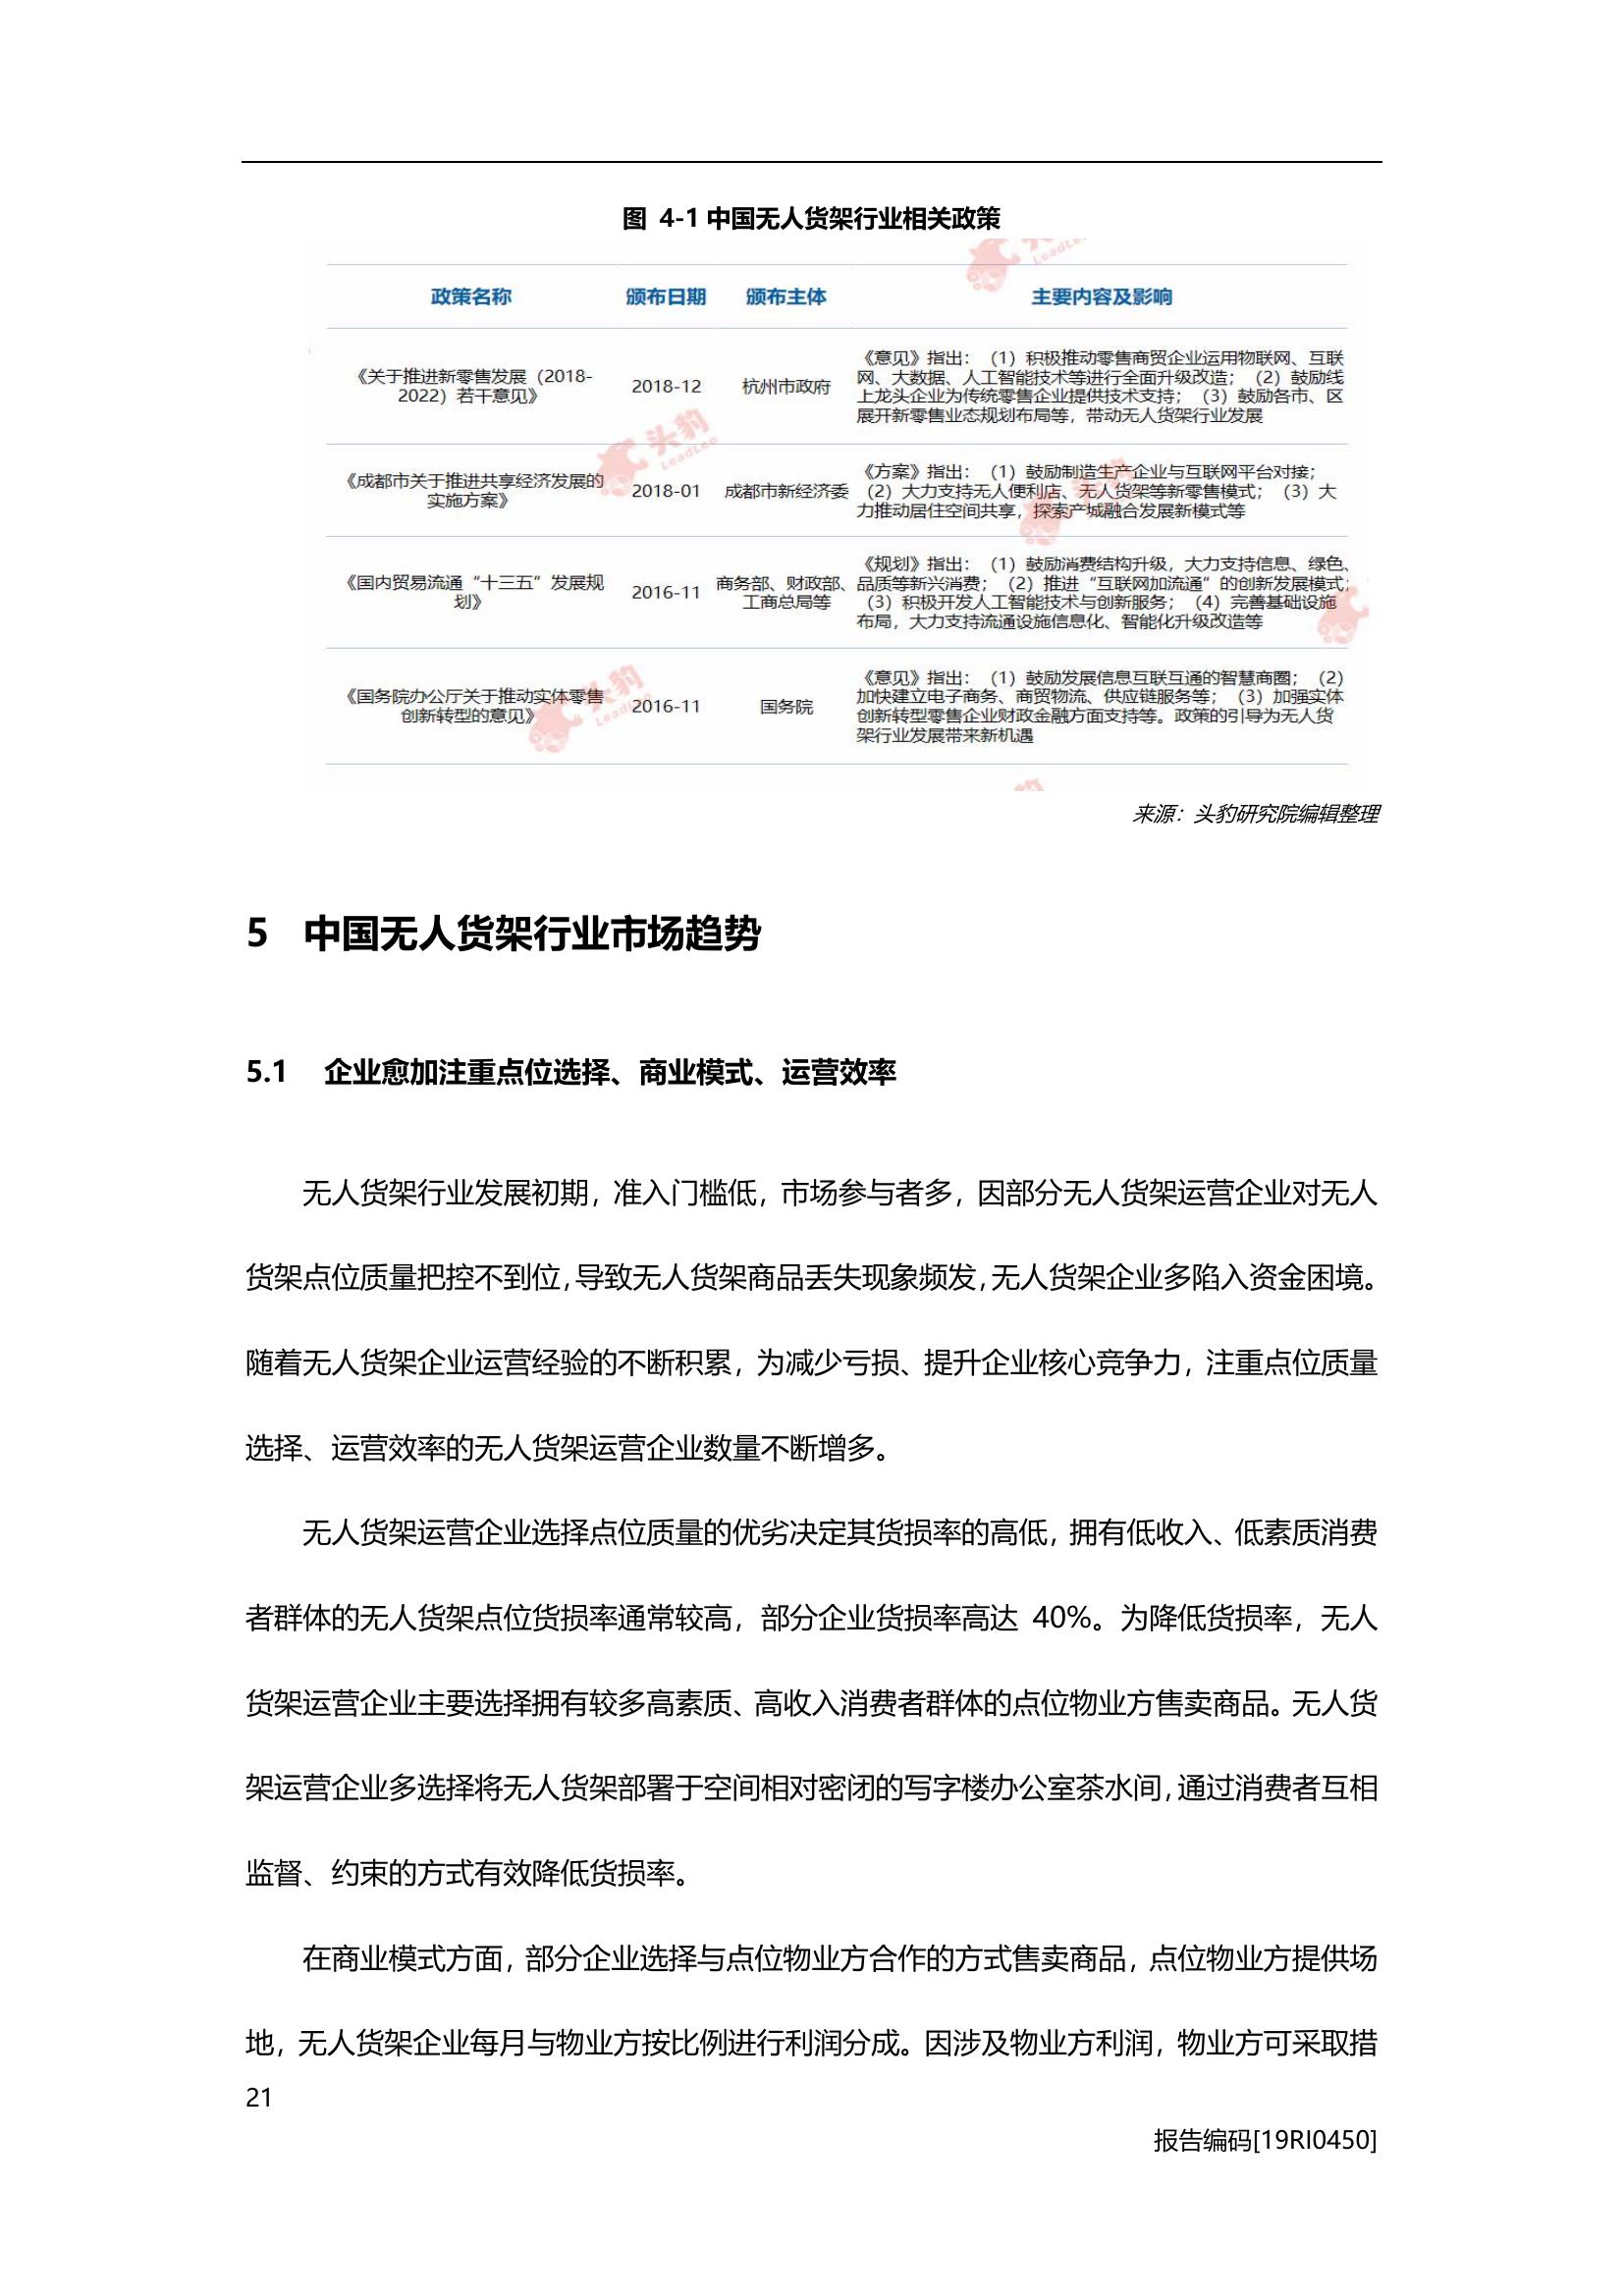 图 4-1 中国无人货架行业相关政策
政策名称 颁布日期 颁布主体 主要内容及影响
《关于推进新零售发展（2018-
2022）若干意见》 2018-12 杭州市政府
《意见》指出：（1）积极推动零售商贸企业运用物联网、互联
网、大数据、人工智能技术等进行全面升级改造；（2）鼓励线
上龙头企业为传统零售企业提供技术支持；（3）鼓励各市、区
展开新零售业态规划布局等，带动无人货架行业发展
《成都市关于推进共享经济发展的
实施方案》 2018-01 成都市新经济委
《方案》指出：（1）鼓励制造生产企业与互联网平台对接；
（2）大力支持无人便利店、无人货架等新零售模式；（3）大
力推动居住空间共享，探索产城融合发展新模式等
《国内贸易流通“十三五”发展规
划》 2016-11 商务部、财政部、
工商总局等
《规划》指出：（1）鼓励消费结构升级，大力支持信息、绿色、
品质等新兴消费；（2）推进“互联网加流通”的创新发展模式；
（3）积极开发人工智能技术与创新服务；（4）完善基础设施
布局，大力支持流通设施信息化、智能化升级改造等
《国务院办公厅关于推动实体零售
创新转型的意见》 2016-11 国务院
《意见》指出：（1）鼓励发展信息互联互通的智慧商圈；（2）
加快建立电子商务、商贸物流、供应链服务等；（3）加强实体
创新转型零售企业财政金融方面支持等。政策的引导为无人货
架行业发展带来新机遇
头豹
LeadLeo
来源：头豹研究院编辑整理
5 中国无人货架行业市场趋势
5.1 企业愈加注重点位选择、商业模式、运营效率
无人货架行业发展初期，准入门槛低，市场参与者多，因部分无人货架运营企业对无人
货架点位质量把控不到位，导致无人货架商品丢失现象频发，无人货架企业多陷入资金困境。
随着无人货架企业运营经验的不断积累，为减少亏损、提升企业核心竞争力，注重点位质量
选择、运营效率的无人货架运营企业数量不断增多。
无人货架运营企业选择点位质量的优劣决定其货损率的高低，拥有低收入、低素质消费
者群体的无人货架点位货损率通常较高，部分企业货损率高达 40%。为降低货损率，无人
货架运营企业主要选择拥有较多高素质、高收入消费者群体的点位物业方售卖商品。无人货
架运营企业多选择将无人货架部署于空间相对密闭的写字楼办公室茶水间，通过消费者互相
监督、约束的方式有效降低货损率。
在商业模式方面，部分企业选择与点位物业方合作的方式售卖商品，点位物业方提供场
地，无人货架企业每月与物业方按比例进行利润分成。因涉及物业方利润，物业方可采取措
21
报告编码[19RI0450]